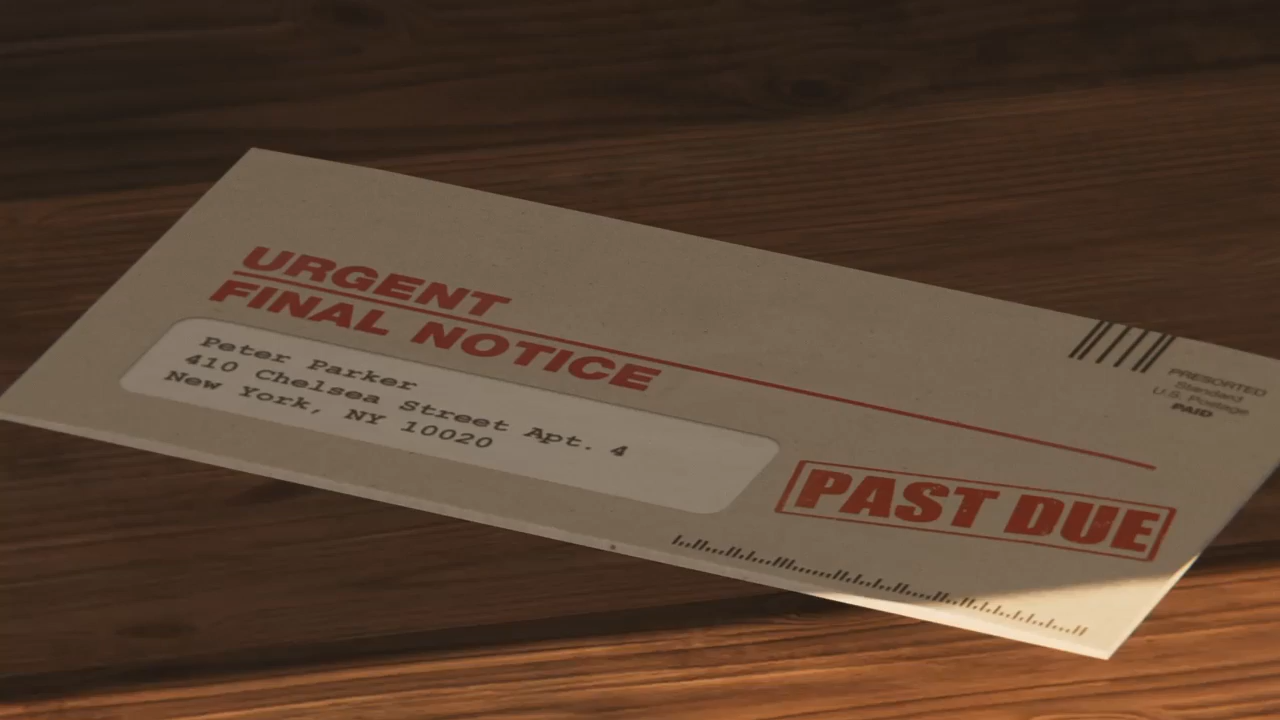 URGENT
FINAL NOTICE
Peter Parker
410 Chelsea Street Apt. 4
New York, NY 10020
PRESORTED
Standard
U.S. Postage
PAID
PAST DUE